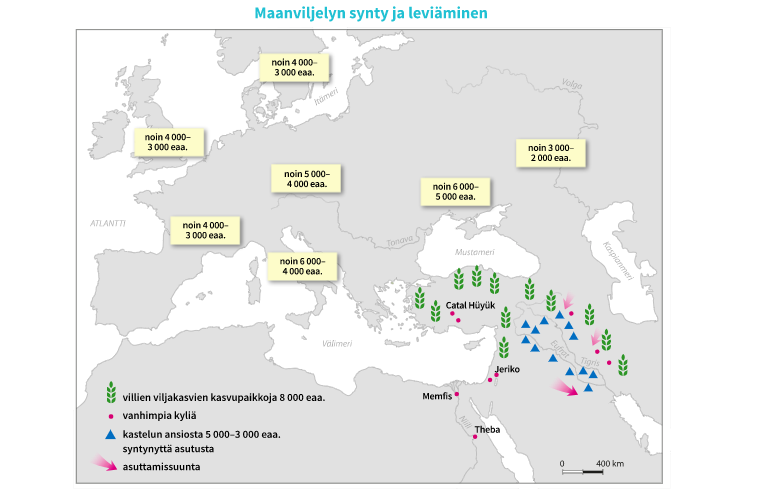 Maanviljelyn synty ja leviäminen
noin 4 000–
3 000 eaa.
Itämeri
Volga
noin 4 000–
3 000 eaa.
noin 3 000–
2 000 eaa.
noin 5 000–
4 000 eaa.
noin 6 000–
5 000 eaa.
ATLANTTI
noin 4 000–
3 000 eaa.
Tonava
Mustameri
Kaspianmeri
noin 6 000–
4 000 eaa.
Catal Hüyük
Välimeri
Eufrat
Tigris
Jeriko
Memfis
Niili
Theba
villien viljakasvien kasvupaikkoja 8 000 eaa.
vanhimpia kyliä
kastelun ansiosta 5 000–3 000 eaa.
syntynyttä asutusta
asuttamissuunta
0 400 km